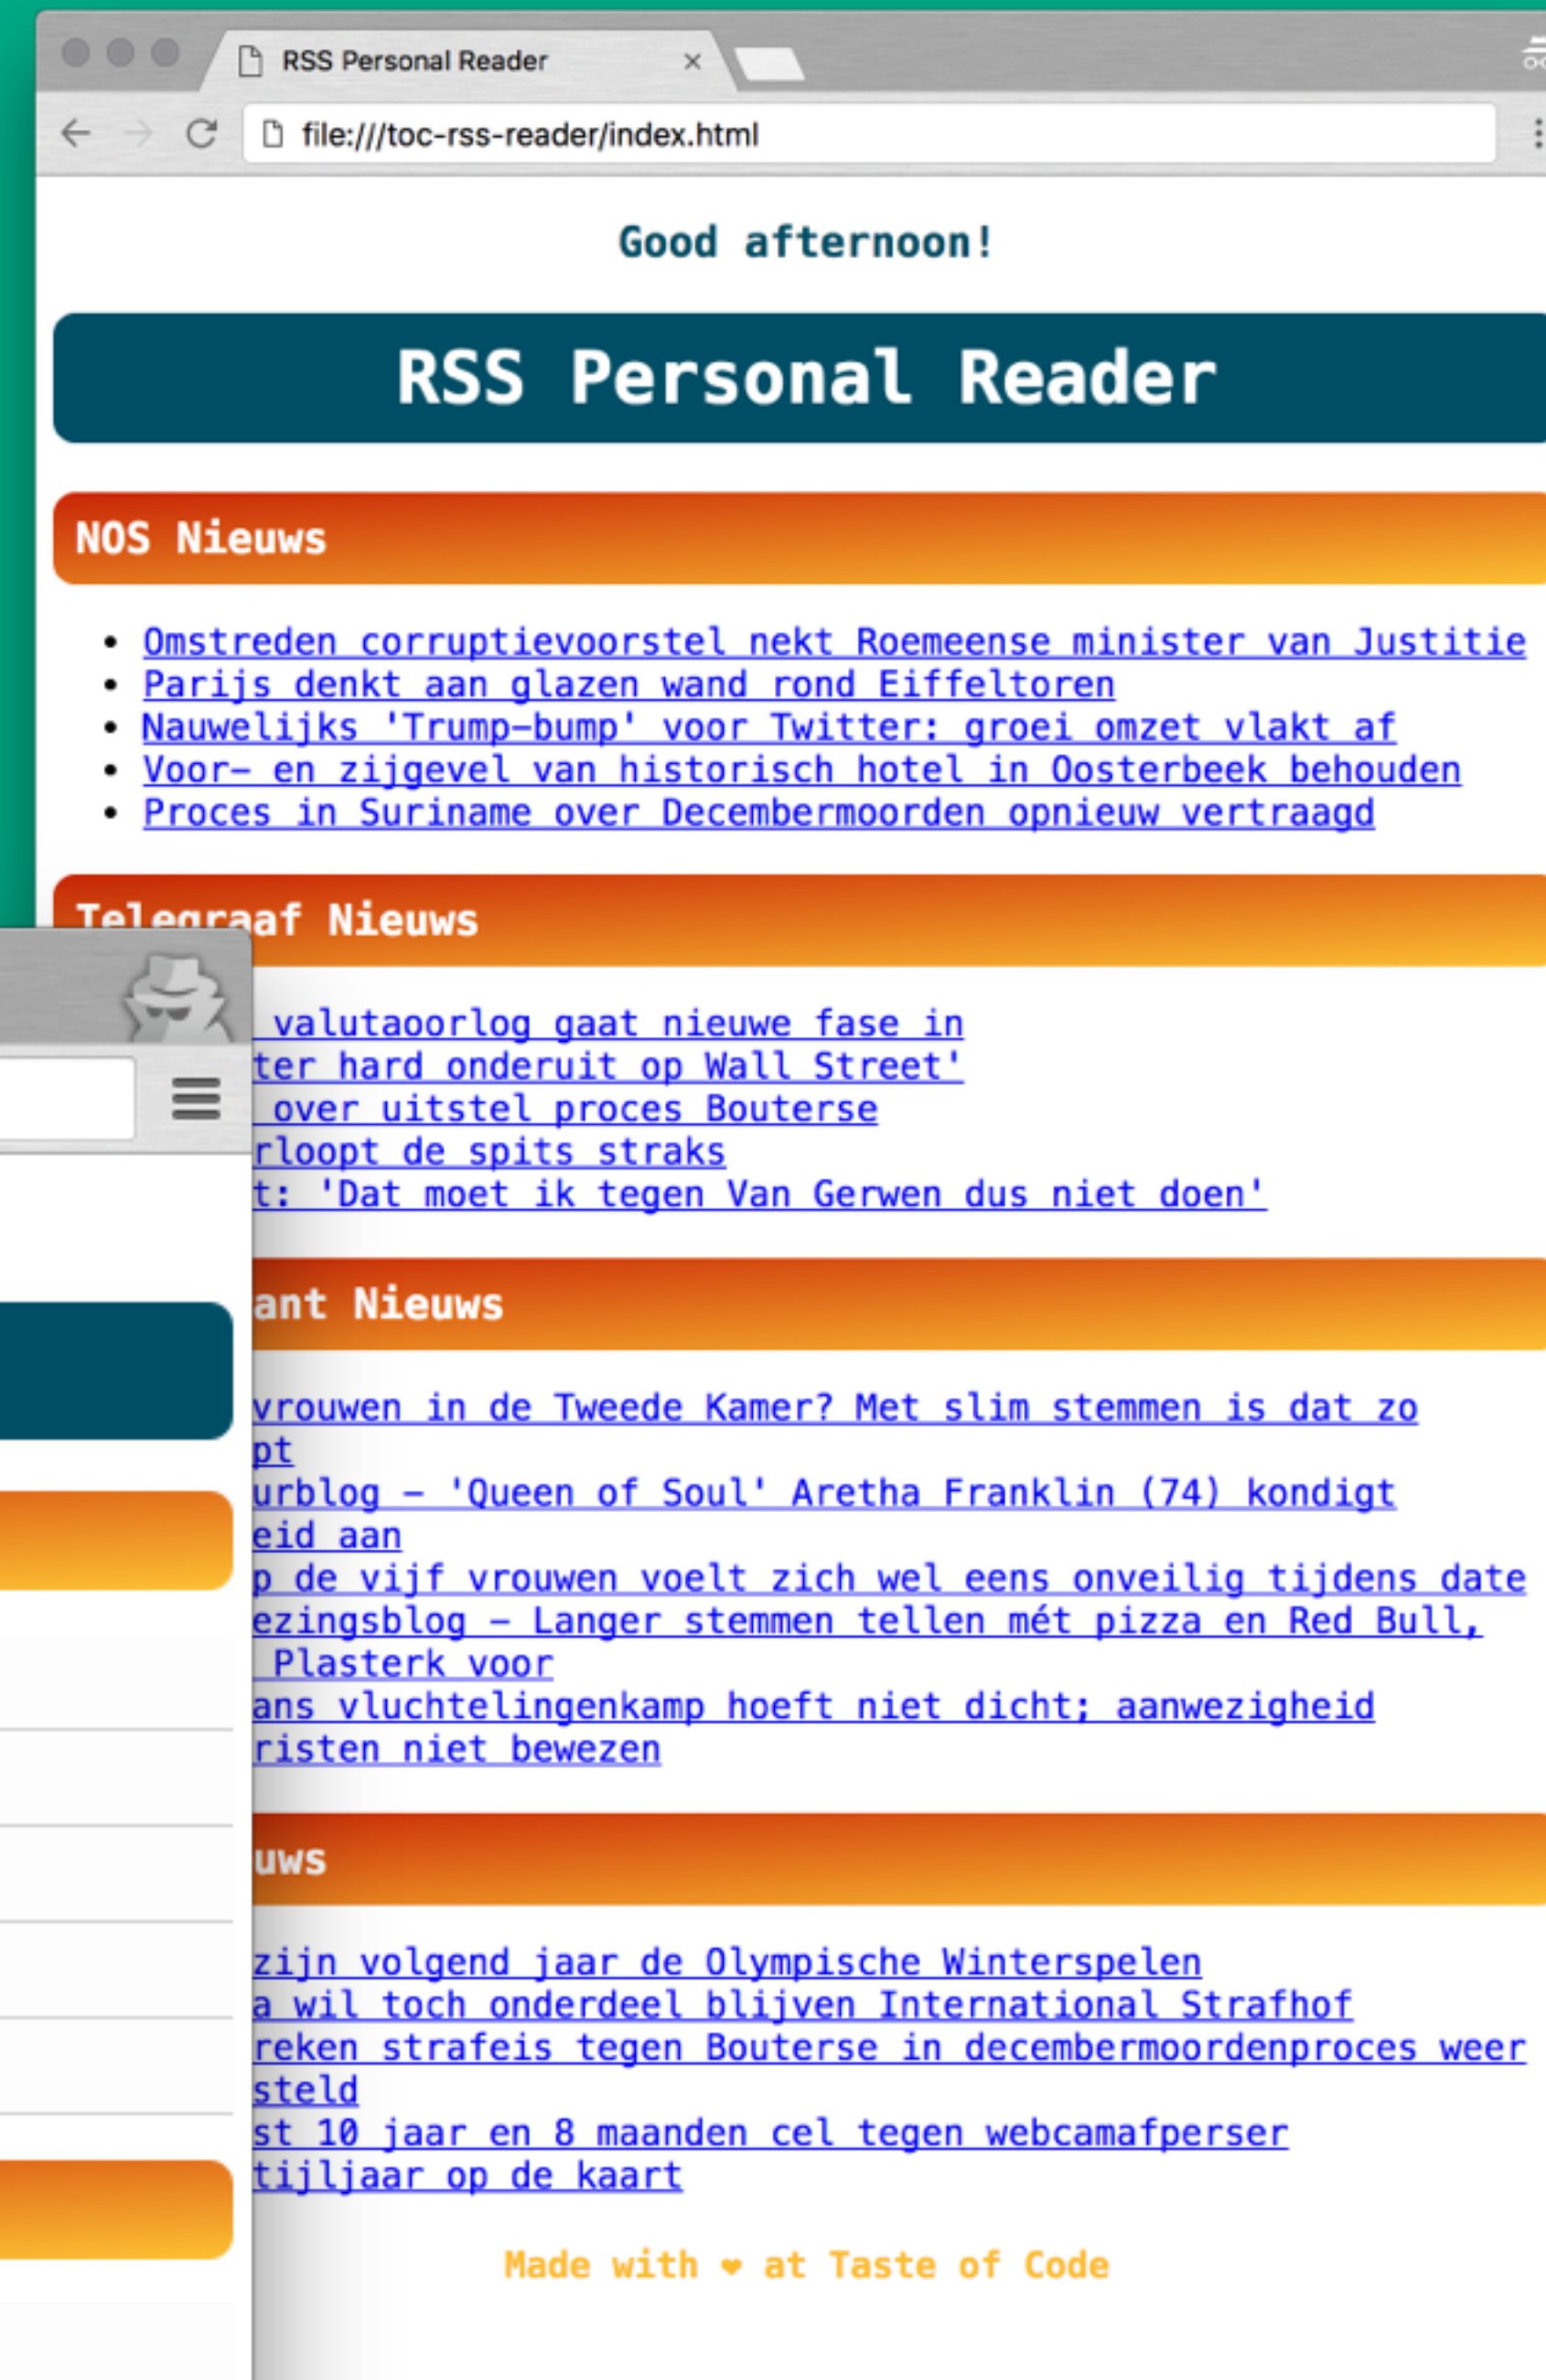 RSS Personal Reader
file:///toc-rss-reader/index.html
Good afternoon!
RSS Personal Reader
NOS Nieuws
Omstreden corruptievoorstel nekt Roemeense minister van Justitie
Parijs denkt aan glazen wand rond Eiffeltoren
Nauwelijks 'Trump-bump' voor Twitter: groei omzet vlakt af
Voor- en zijgevel van historisch hotel in Oosterbeek behouden
Proces in Suriname over Decembermoorden opnieuw vertraagd
Telegraaf Nieuws
valutaoorlog gaat nieuwe fase in
ter hard onderuit op Wall Street'
over uitstel proces Bouterse
rloopt de spits straks
t: 'Dat moet ik tegen Van Gerwen dus niet doen'
ant Nieuws
vrouwen in de Tweede Kamer? Met slim stemmen is dat zo
pt
urblog - 'Queen of Soul' Aretha Franklin (74) kondigt
eid aan
p de vijf vrouwen voelt zich wel eens onveilig tijdens date
ezingsblog - Langer stemmen tellen mét pizza en Red Bull,
Plasterk voor
ans vluchtelingenkamp hoeft niet dicht; aanwezigheid
risten niet bewezen
uws
zijn volgend jaar de Olympische Winterspelen
a wil toch onderdeel blijven International Strafhof
reken strafeis tegen Bouterse in decembermoordenproces weer
steld
st 10 jaar en 8 maanden cel tegen webcamafperser
tijljaar op de kaart
Made with ❤ at Taste of Code